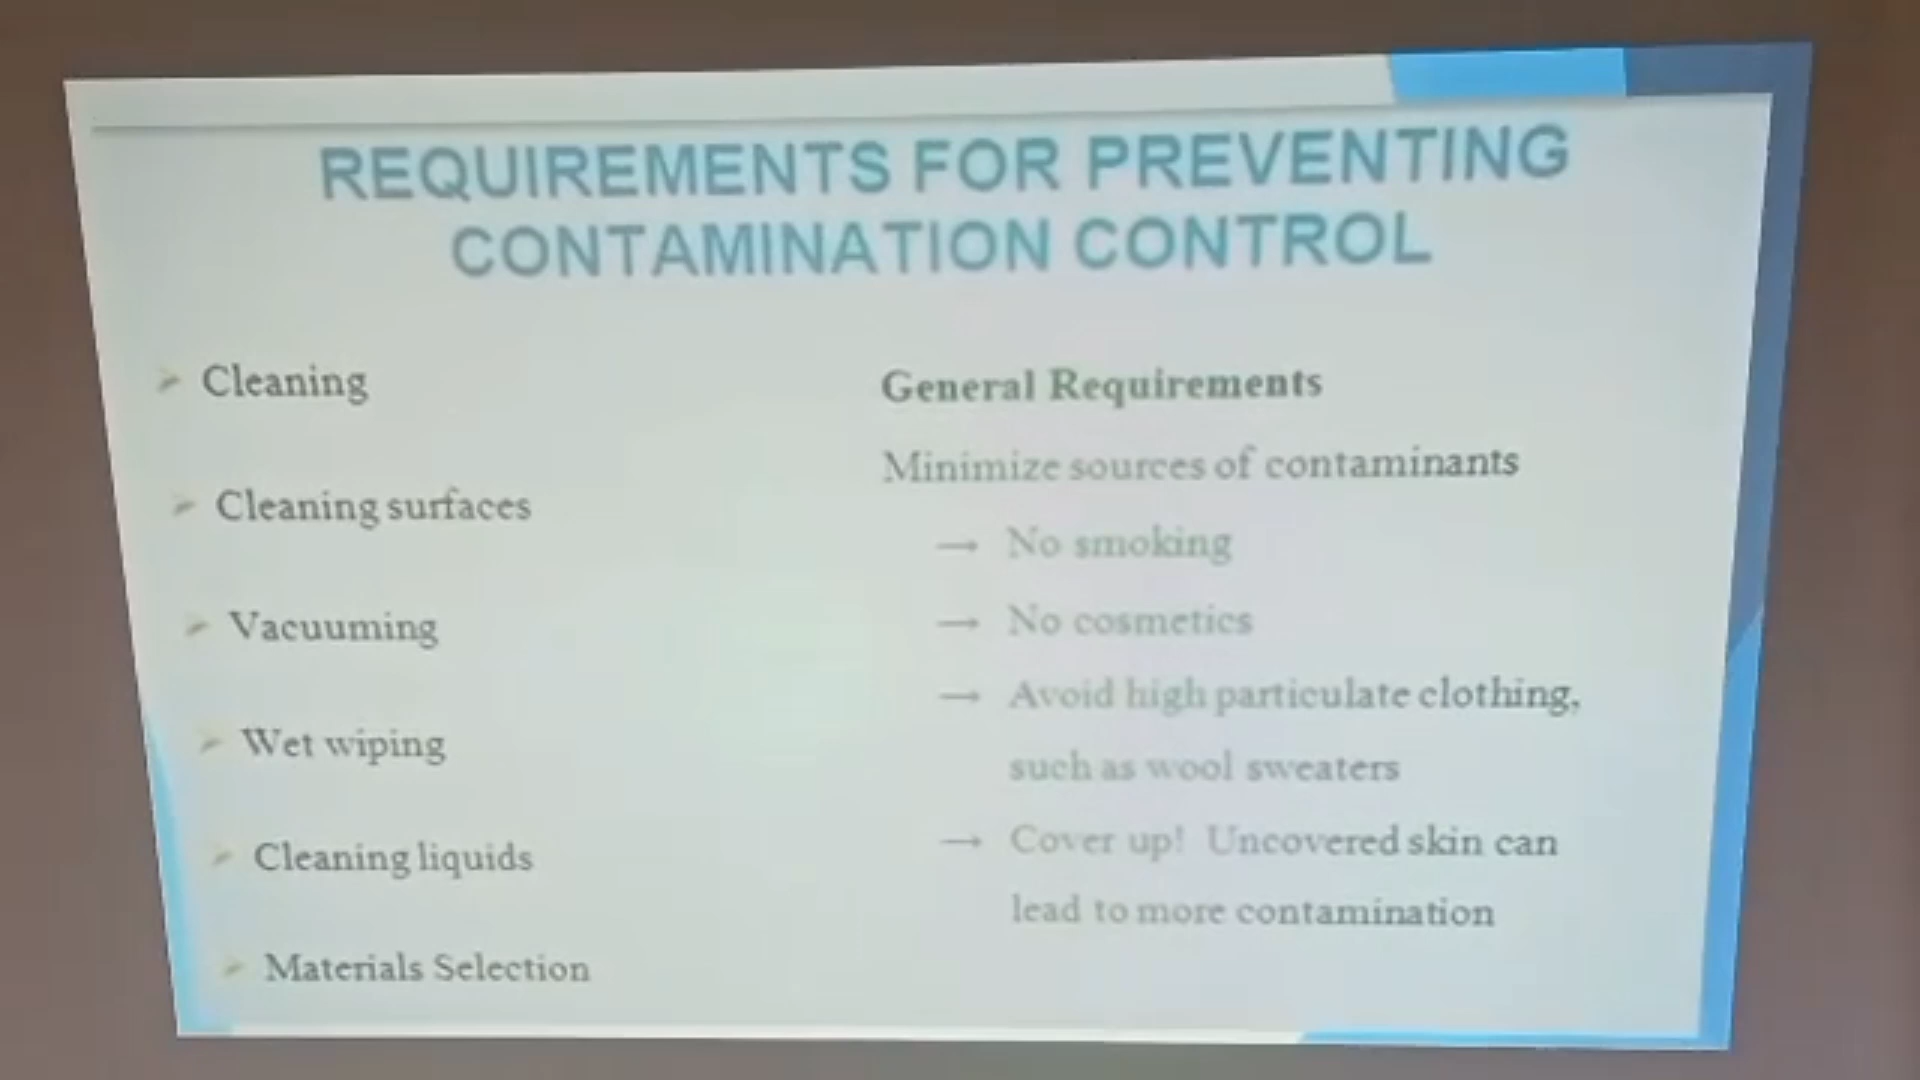 REQUIREMENTS FOR PREVENTING
CONTAMINATION CONTROL
➢ Cleaning
➢ Cleaning surfaces
➢ Vacuuming
➢ Wet wiping
➢ Cleaning liquids
➢ Materials Selection
General Requirements
Minimize sources of contaminants
→ No smoking
→ No cosmetics
→ Avoid high particulate clothing,
such as wool sweaters
→ Cover up! Uncovered skin can
lead to more contamination